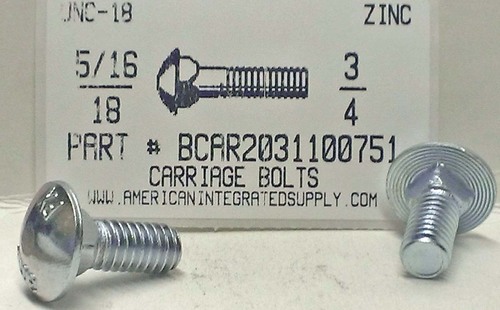 UNC-18 ZINC
5/16 3
18 4
PART # BCAR2031100751
CARRIAGE BOLTS
WWW.AMERICANINTEGRATEDSUPPLY.COM